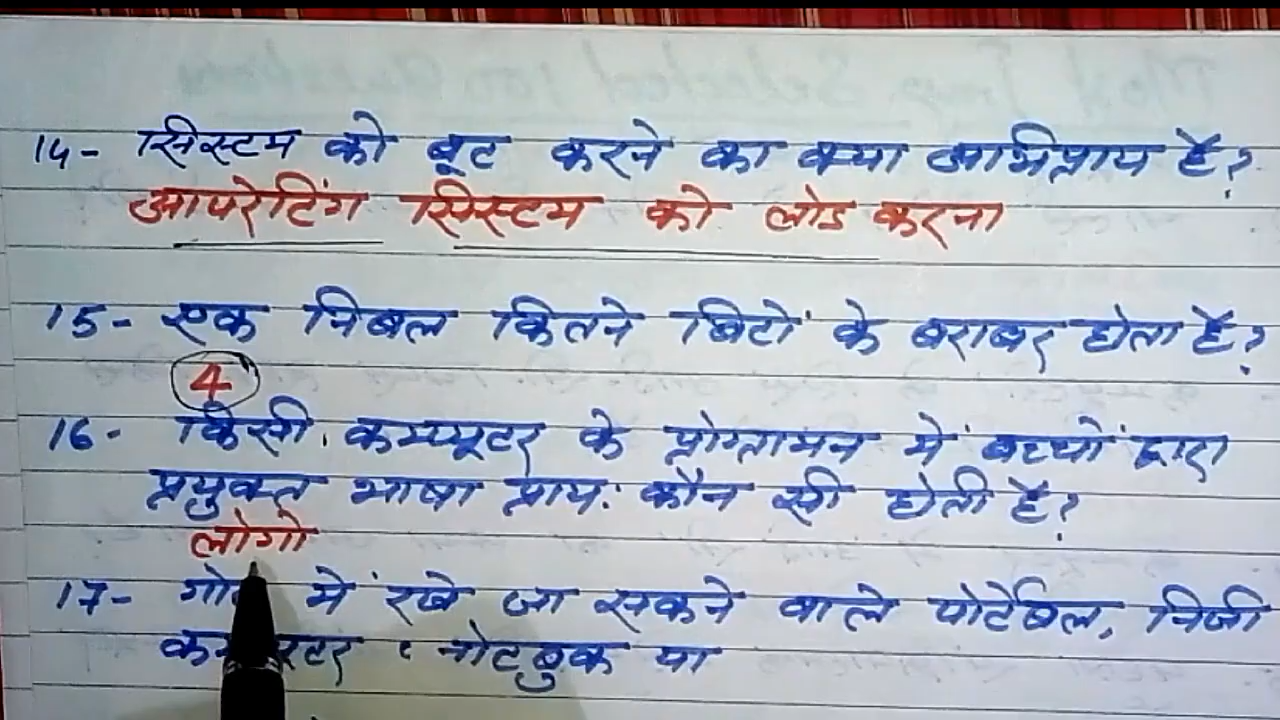 14- सिस्टम को बूट करने का क्या अभिप्राय है?
आपरेटिंग सिस्टम को लोड करना
15- एक निबल कितने बिटों के बराबर होता है?
4
16- किसी कम्प्यूटर के प्रोग्रामन में बच्चों द्वारा
प्रयुक्त भाषा प्राय: कौन सी होती है?
लोगो
17- में रखे जा सकने वाले पोर्टेबल, निजी
नोटबुक या